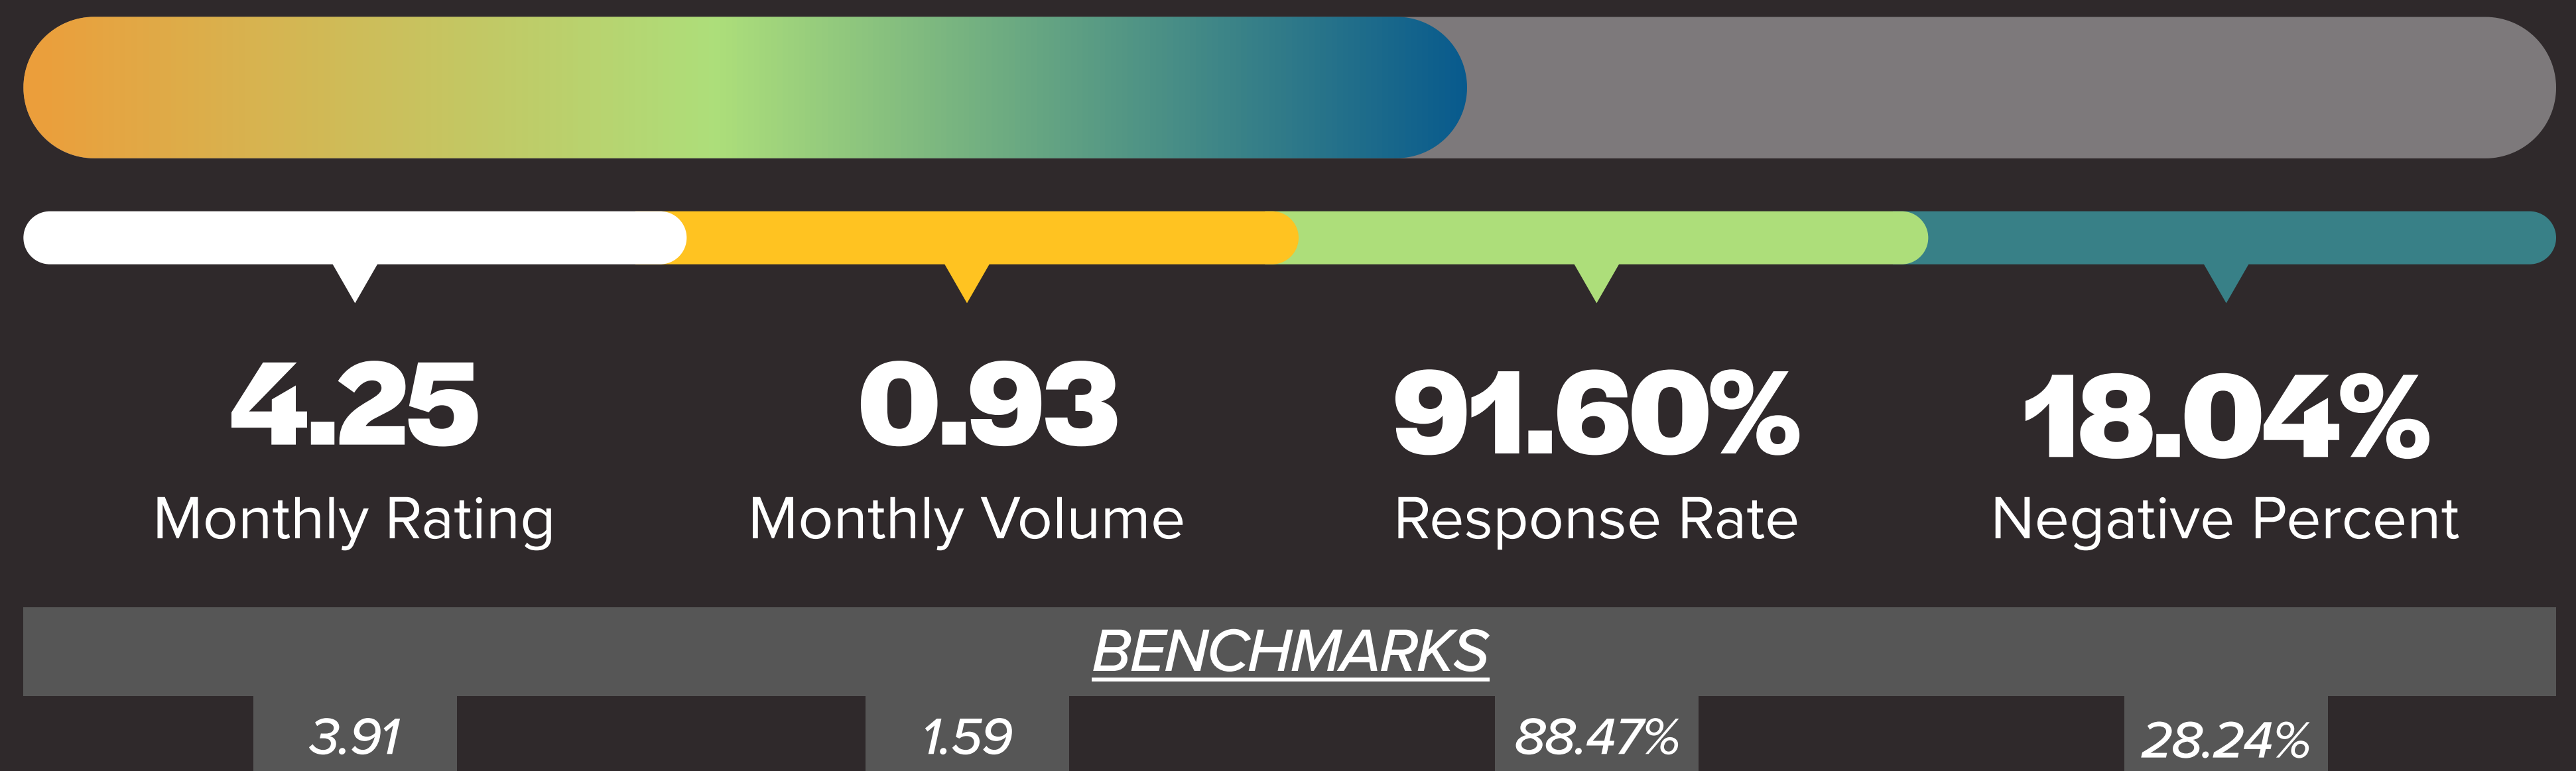 4.25 0.93 91.60% 18.04%
Monthly Rating Monthly Volume Response Rate Negative Percent
BENCHMARKS
3.91 1.59 88.47% 28.24%